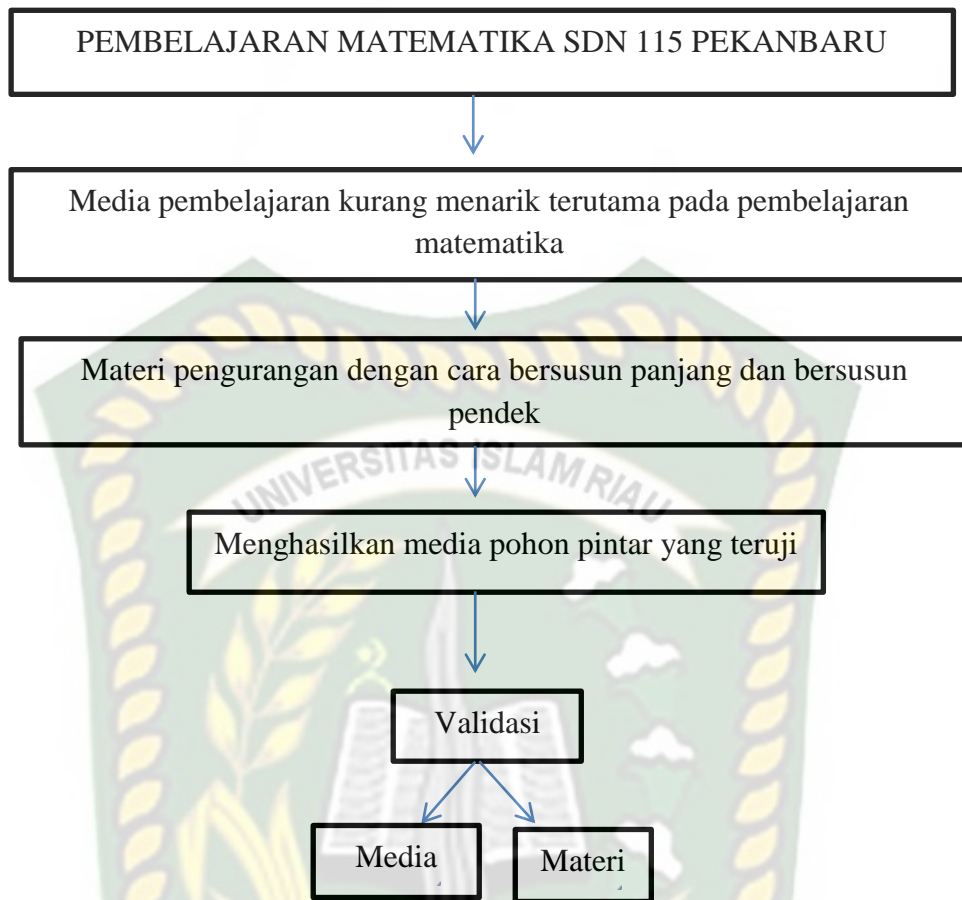 PEMBELAJARAN MATEMATIKA SDN 115 PEKANBARU
Media pembelajaran kurang menarik terutama pada pembelajaran
matematika
Materi pengurangan dengan cara bersusun panjang dan bersusun
pendek
UNIVERSITAS ISLAM RIAU
Menghasilkan media pohon pintar yang teruji
Validasi
Media
Materi